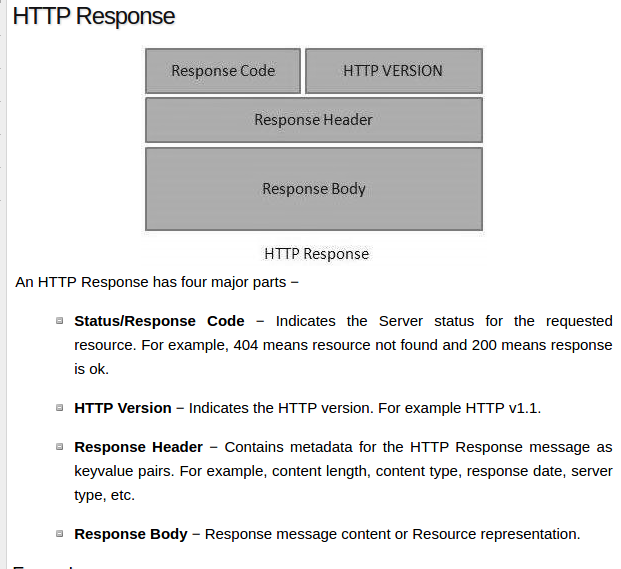 HTTP Response
Response Code HTTP VERSION
Response Header
Response Body
HTTP Response
An HTTP Response has four major parts −
Status/Response Code − Indicates the Server status for the requested
resource. For example, 404 means resource not found and 200 means response
is ok.
HTTP Version − Indicates the HTTP version. For example HTTP v1.1.
Response Header − Contains metadata for the HTTP Response message as
keyvalue pairs. For example, content length, content type, response date, server
type, etc.
Response Body − Response message content or Resource representation.